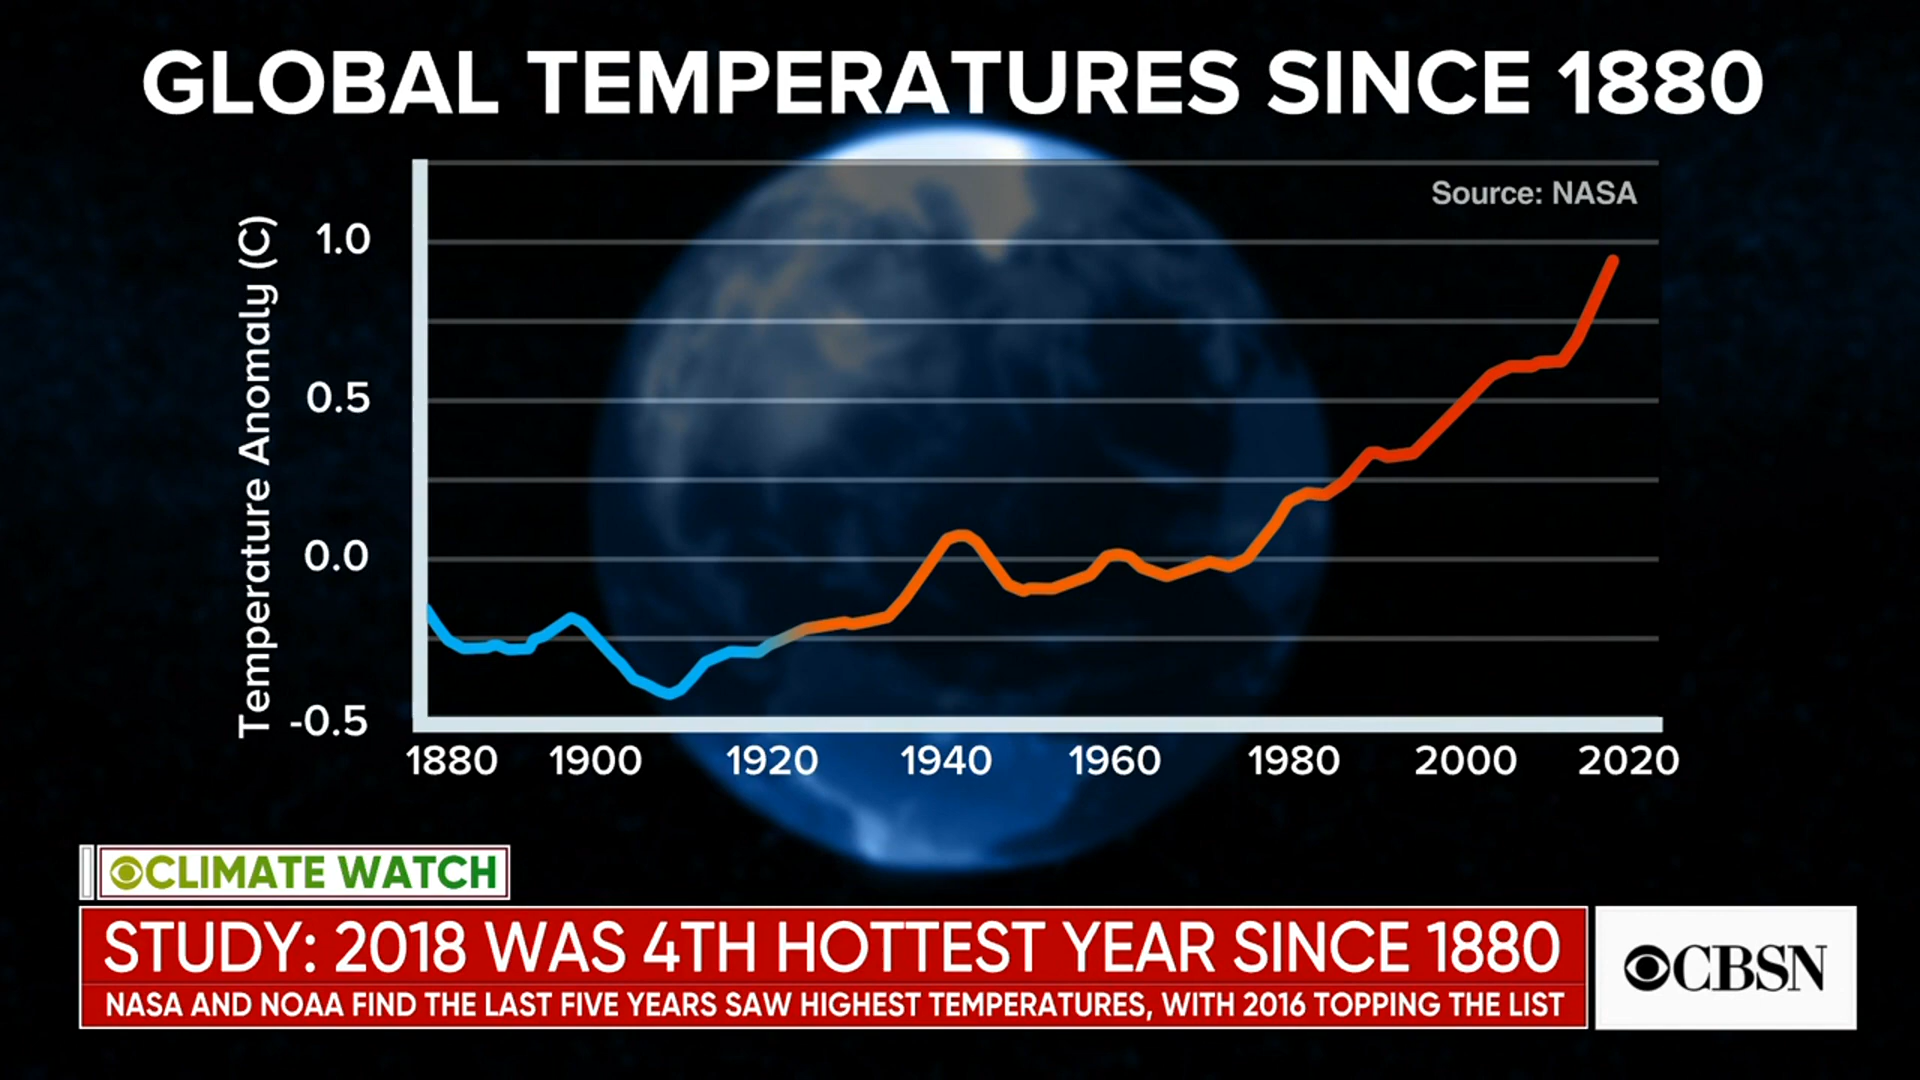 GLOBAL TEMPERATURES SINCE 1880
Source: NASA
Temperature Anomaly (C)
1.0
0.5
0.0
-0.5
1880 1900 1920 1940 1960 1980 2000 2020
CLIMATE WATCH
STUDY: 2018 WAS 4TH HOTTEST YEAR SINCE 1880
NASA AND NOAA FIND THE LAST FIVE YEARS SAW HIGHEST TEMPERATURES, WITH 2016 TOPPING THE LIST
CBSN